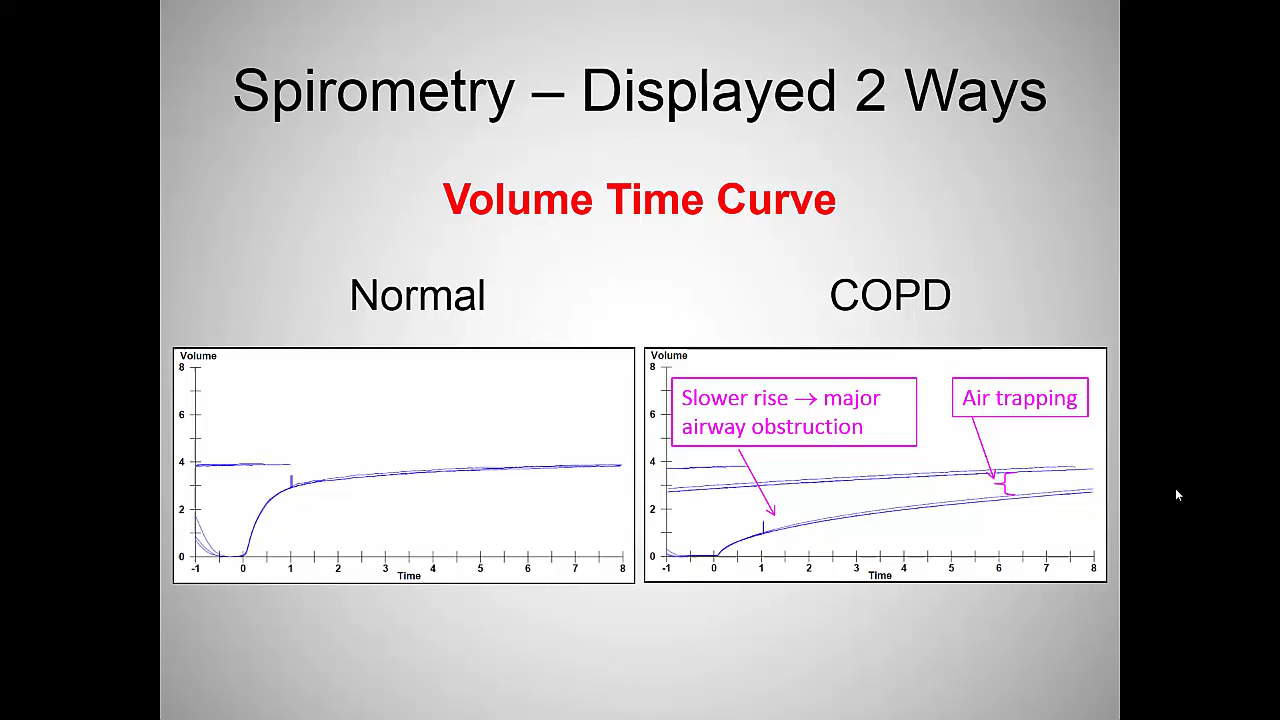 Spirometry – Displayed 2 Ways
Volume Time Curve
Normal
COPD
Volume
8
6
4
2
0
-1 0 1 2 3 4 5 6 7 8
Time
Volume
8
6
4
2
0
-1 0 1 2 3 4 5 6 7 8
Time
Slower rise → major
airway obstruction
Air trapping